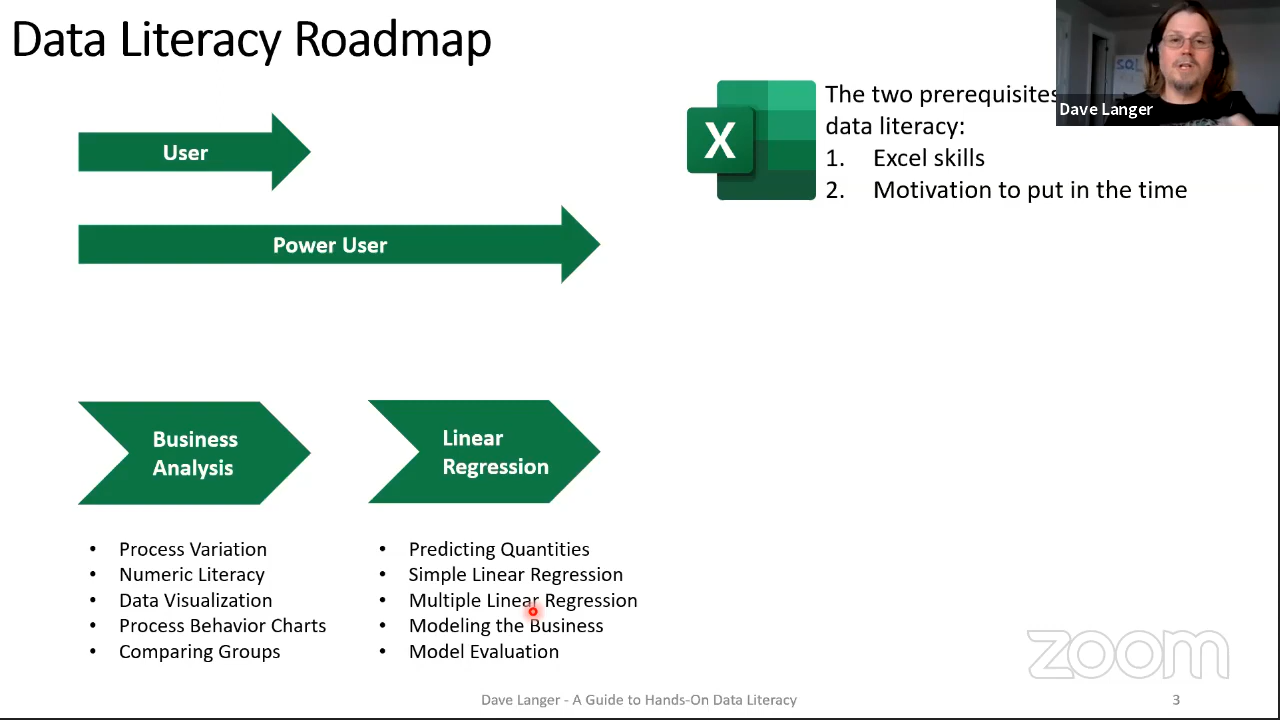 Data Literacy Roadmap
The two prerequisites
data literacy:
1. Excel skills
2. Motivation to put in the time
X
SQL
Dave Langer
User
Power User
Business
Analysis
Linear
Regression
• Process Variation
• Numeric Literacy
• Data Visualization
• Process Behavior Charts
• Comparing Groups
• Predicting Quantities
• Simple Linear Regression
• Multiple Linear Regression
• Modeling the Business
• Model Evaluation
zoom
Dave Langer - A Guide to Hands-On Data Literacy
3